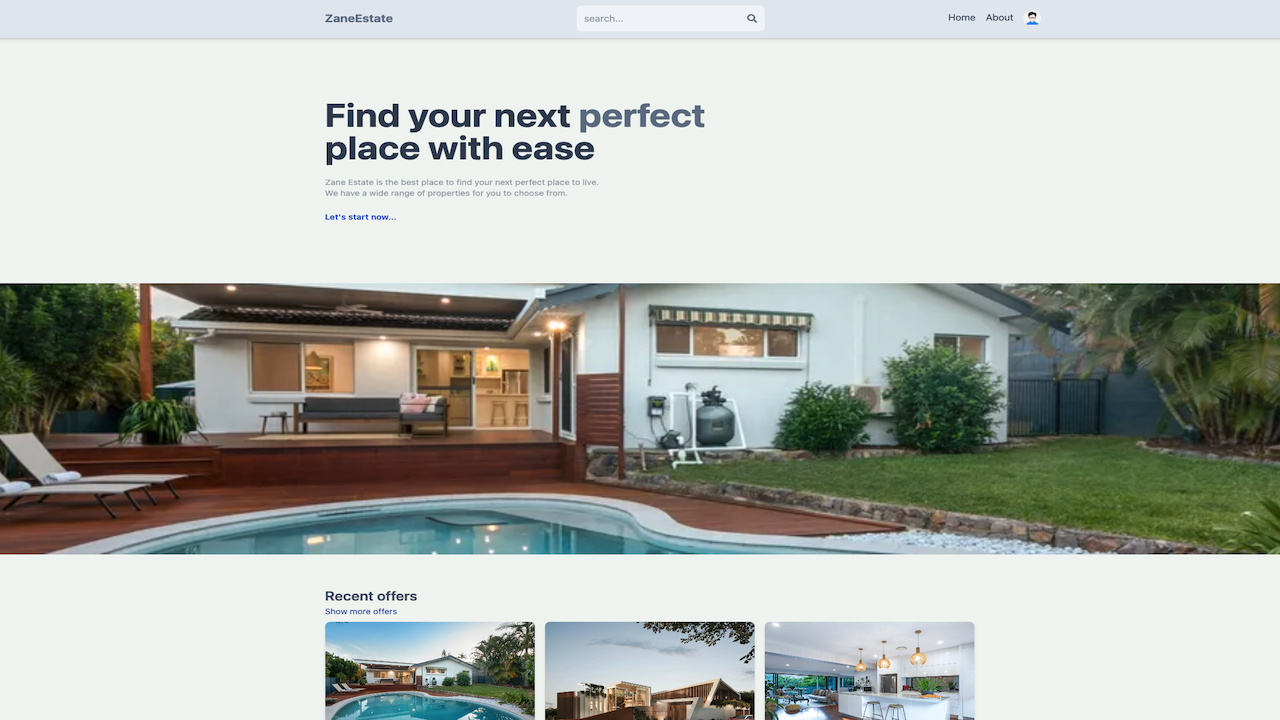 ZaneEstate
search...
Home
About
Find your next perfect
place with ease
Zane Estate is the best place to find your next perfect place to live.
We have a wide range of properties for you to choose from.
Let's start now...
Recent offers
Show more offers